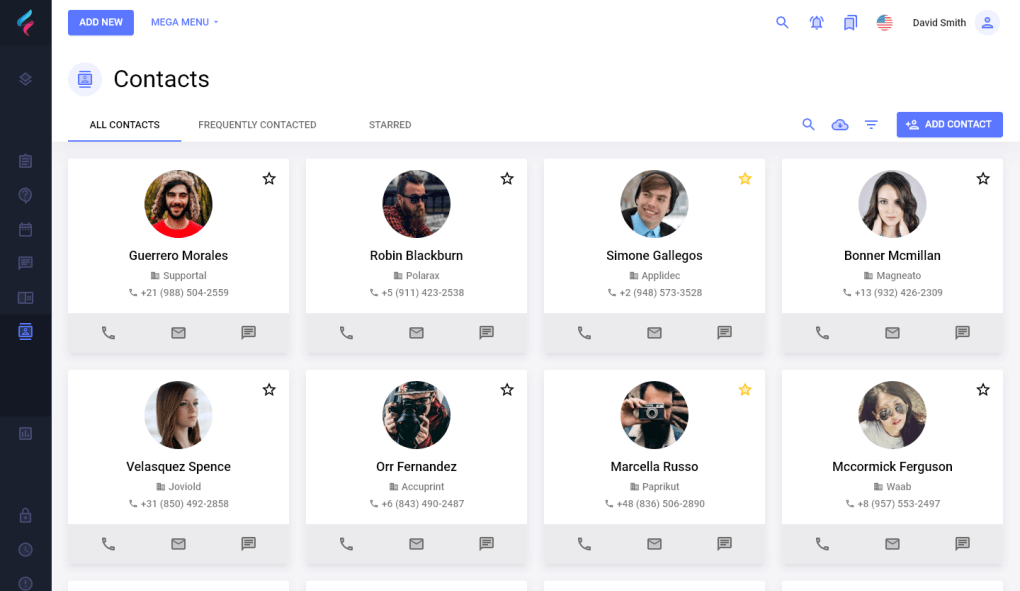 ADD NEW
MEGA MENU
David Smith
Contacts
ALL CONTACTS
FREQUENTLY CONTACTED
STARRED
ADD CONTACT
Guerrero Morales
Supportal
+21 (988) 504-2559
Robin Blackburn
Polarax
+5 (911) 423-2538
Simone Gallegos
Applidec
+2 (948) 573-3528
Bonner Mcmillan
Magneato
+13 (932) 426-2309
Velasquez Spence
Joviold
+31 (850) 492-2858
Orr Fernandez
Accuprint
+6 (843) 490-2487
Marcella Russo
Paprikut
+48 (836) 506-2890
Mccormick Ferguson
Waab
+8 (957) 553-2497